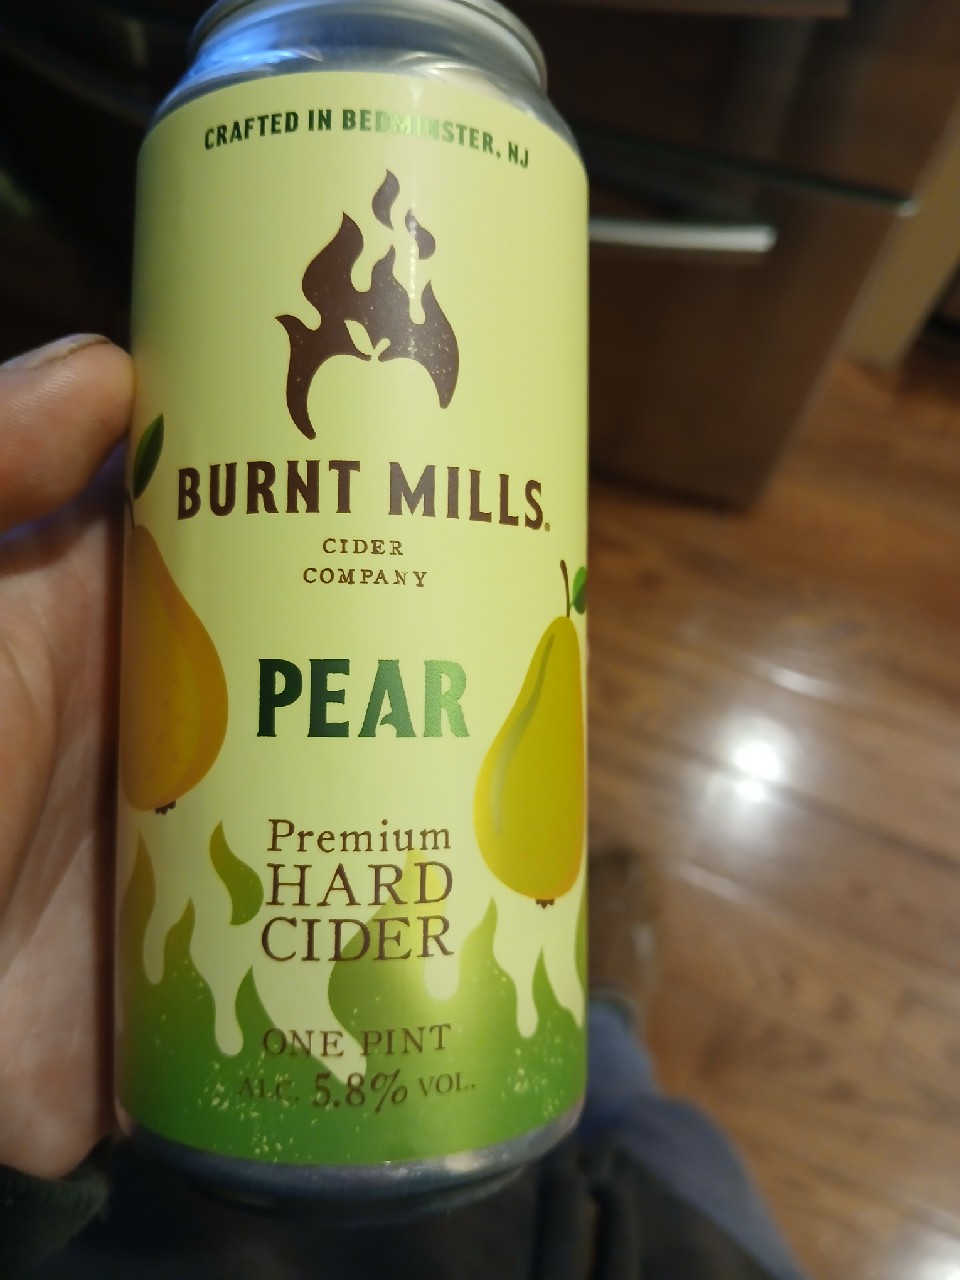 CRAFTED IN BEDMINSTER, NJ
BURNT MILLS®
CIDER
COMPANY
PEAR
Premium
HARD
CIDER
ONE PINT
ALC. 5.8% VOL.